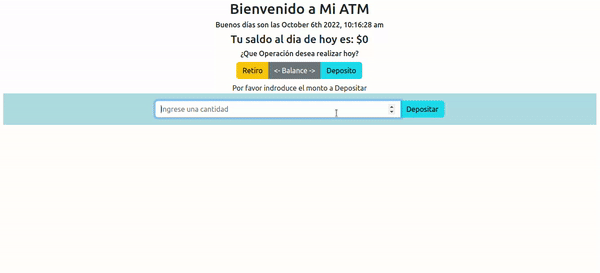 Bienvenido a Mi ATM
Buenos días son las October 6th 2022, 10:16:28 am
Tu saldo al dia de hoy es: $0
¿Que Operación desea realizar hoy?
Retiro <- Balance -> Deposito
Por favor indroduce el monto a Depositar
Ingrese una cantidad Depositar